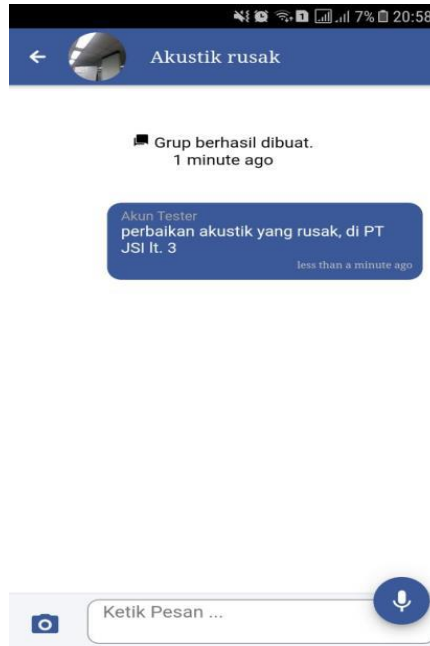 7% 20:58
Akustik rusak
Grup berhasil dibuat.
1 minute ago
Akun Tester
perbaikan akustik yang rusak, di PT
JSI lt. 3
less than a minute ago
Ketik Pesan ...